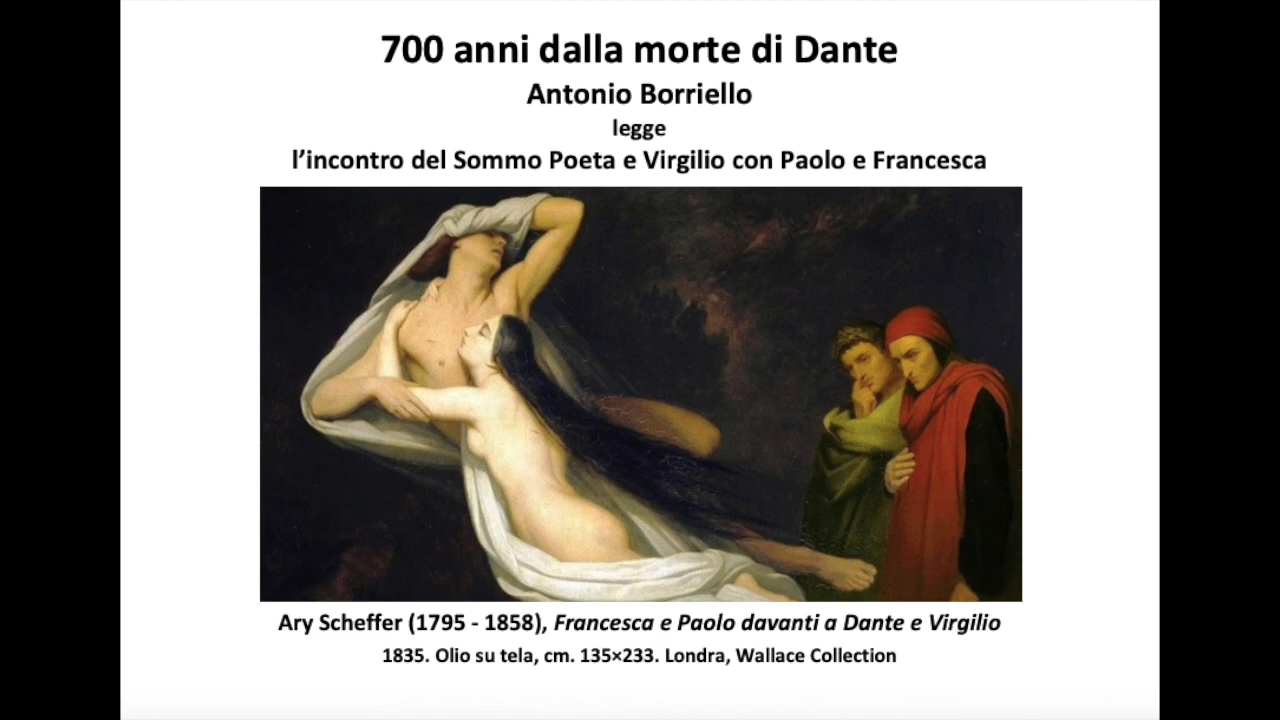 700 anni dalla morte di Dante
Antonio Borriello
legge
l’incontro del Sommo Poeta e Virgilio con Paolo e Francesca
Ary Scheffer (1795 - 1858), Francesca e Paolo davanti a Dante e Virgilio
1835. Olio su tela, cm. 135×233. Londra, Wallace Collection